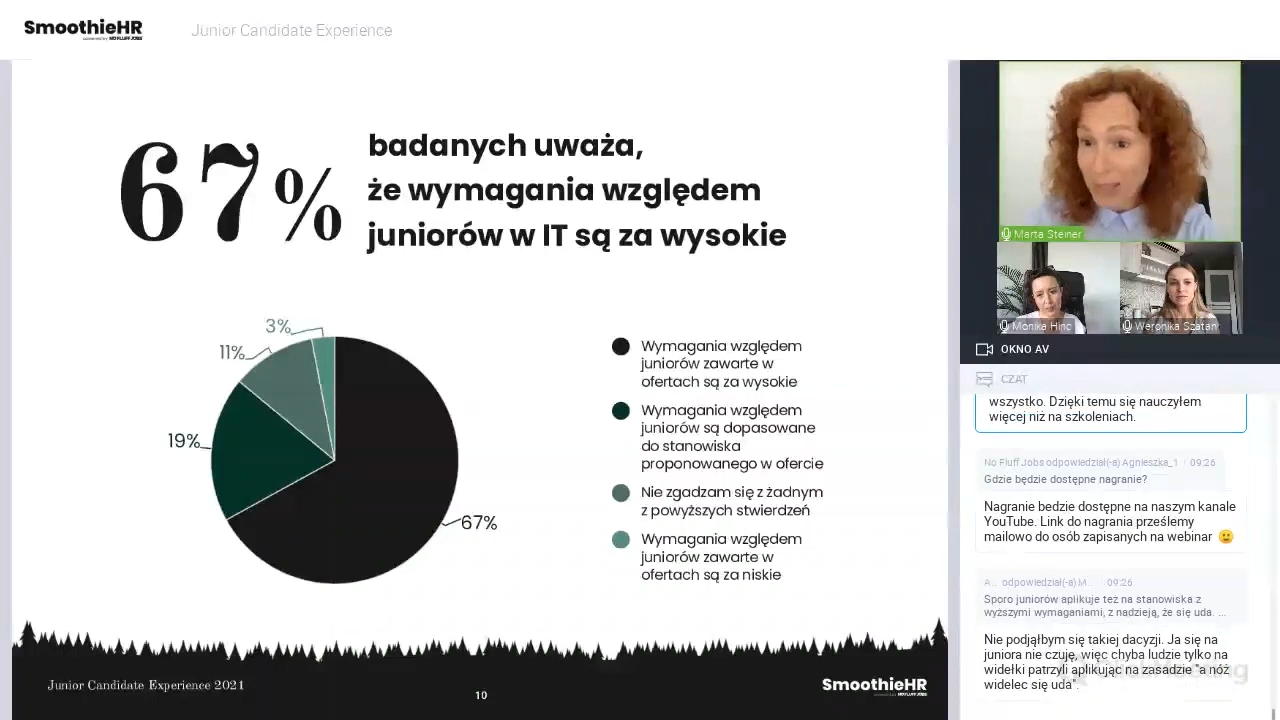 SmoothieHR
Junior Candidate Experience
67%
badanych uważa,
że wymagania względem
juniorów w IT są za wysokie
3%
11%
19%
67%
Wymagania względem
juniorów zawarte w
ofertach są za wysokie
Wymagania względem
juniorów są dopasowane
do stanowiska
proponowanego w ofercie
Nie zgadzam się z żadnym
z powyższych stwierdzeń
Wymagania względem
juniorów zawarte w
ofertach są za niskie
Junior Candidate Experience 2021
10
SmoothieHR
Marta Steiner
Monika Hinc
Weronika Szatan
OKNO AV
CZAT
wszystko. Dzięki temu się nauczyłem
więcej niż na szkoleniach.
No Fluff Jobs odpowiedział(-a) Agnieszka_1 09:26
Gdzie będzie dostępne nagranie?
Nagranie bedzie dostępne na naszym kanale
YouTube. Link do nagrania prześlemy
mailowo do osób zapisanych na webinar 🙂
A... odpowiedział(-a) M... 09:26
Sporo juniorów aplikuje też na stanowiska z
wyższymi wymaganiami, z nadzieją, że się uda. ...
Nie podjąłbym się takiej dacyzji. Ja się na
juniora nie czuję, więc chyba ludzie tylko na
widełki patrzyli aplikując na zasadzie "a nóż
widelec się uda".